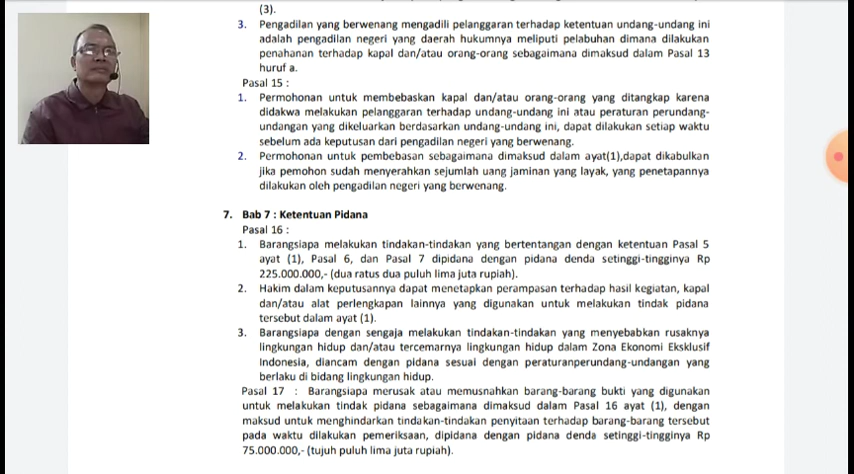 (3).
3. Pengadilan yang berwenang mengadili pelanggaran terhadap ketentuan undang-undang ini
adalah pengadilan negeri yang daerah hukumnya meliputi pelabuhan dimana dilakukan
penahanan terhadap kapal dan/atau orang-orang sebagaimana dimaksud dalam Pasal 13
huruf a.
Pasal 15 :
1. Permohonan untuk membebaskan kapal dan/atau orang-orang yang ditangkap karena
didakwa melakukan pelanggaran terhadap undang-undang ini atau peraturan perundang-
undangan yang dikeluarkan berdasarkan undang-undang ini, dapat dilakukan setiap waktu
sebelum ada keputusan dari pengadilan negeri yang berwenang.
2. Permohonan untuk pembebasan sebagaimana dimaksud dalam ayat(1),dapat dikabulkan
jika pemohon sudah menyerahkan sejumlah uang jaminan yang layak, yang penetapannya
dilakukan oleh pengadilan negeri yang berwenang.
7. Bab 7 : Ketentuan Pidana
Pasal 16 :
1. Barangsiapa melakukan tindakan-tindakan yang bertentangan dengan ketentuan Pasal 5
ayat (1), Pasal 6, dan Pasal 7 dipidana dengan pidana denda setinggi-tingginya Rp
225.000.000,- (dua ratus dua puluh lima juta rupiah).
2. Hakim dalam keputusannya dapat menetapkan perampasan terhadap hasil kegiatan, kapal
dan/atau alat perlengkapan lainnya yang digunakan untuk melakukan tindak pidana
tersebut dalam ayat (1).
3. Barangsiapa dengan sengaja melakukan tindakan-tindakan yang menyebabkan rusaknya
lingkungan hidup dan/atau tercemarnya lingkungan hidup dalam Zona Ekonomi Eksklusif
Indonesia, diancam dengan pidana sesuai dengan peraturanperundang-undangan yang
berlaku di bidang lingkungan hidup.
Pasal 17 : Barangsiapa merusak atau memusnahkan barang-barang bukti yang digunakan
untuk melakukan tindak pidana sebagaimana dimaksud dalam Pasal 16 ayat (1), dengan
maksud untuk menghindarkan tindakan-tindakan penyitaan terhadap barang-barang tersebut
pada waktu dilakukan pemeriksaan, dipidana dengan pidana denda setinggi-tingginya Rp
75.000.000,- (tujuh puluh lima juta rupiah).